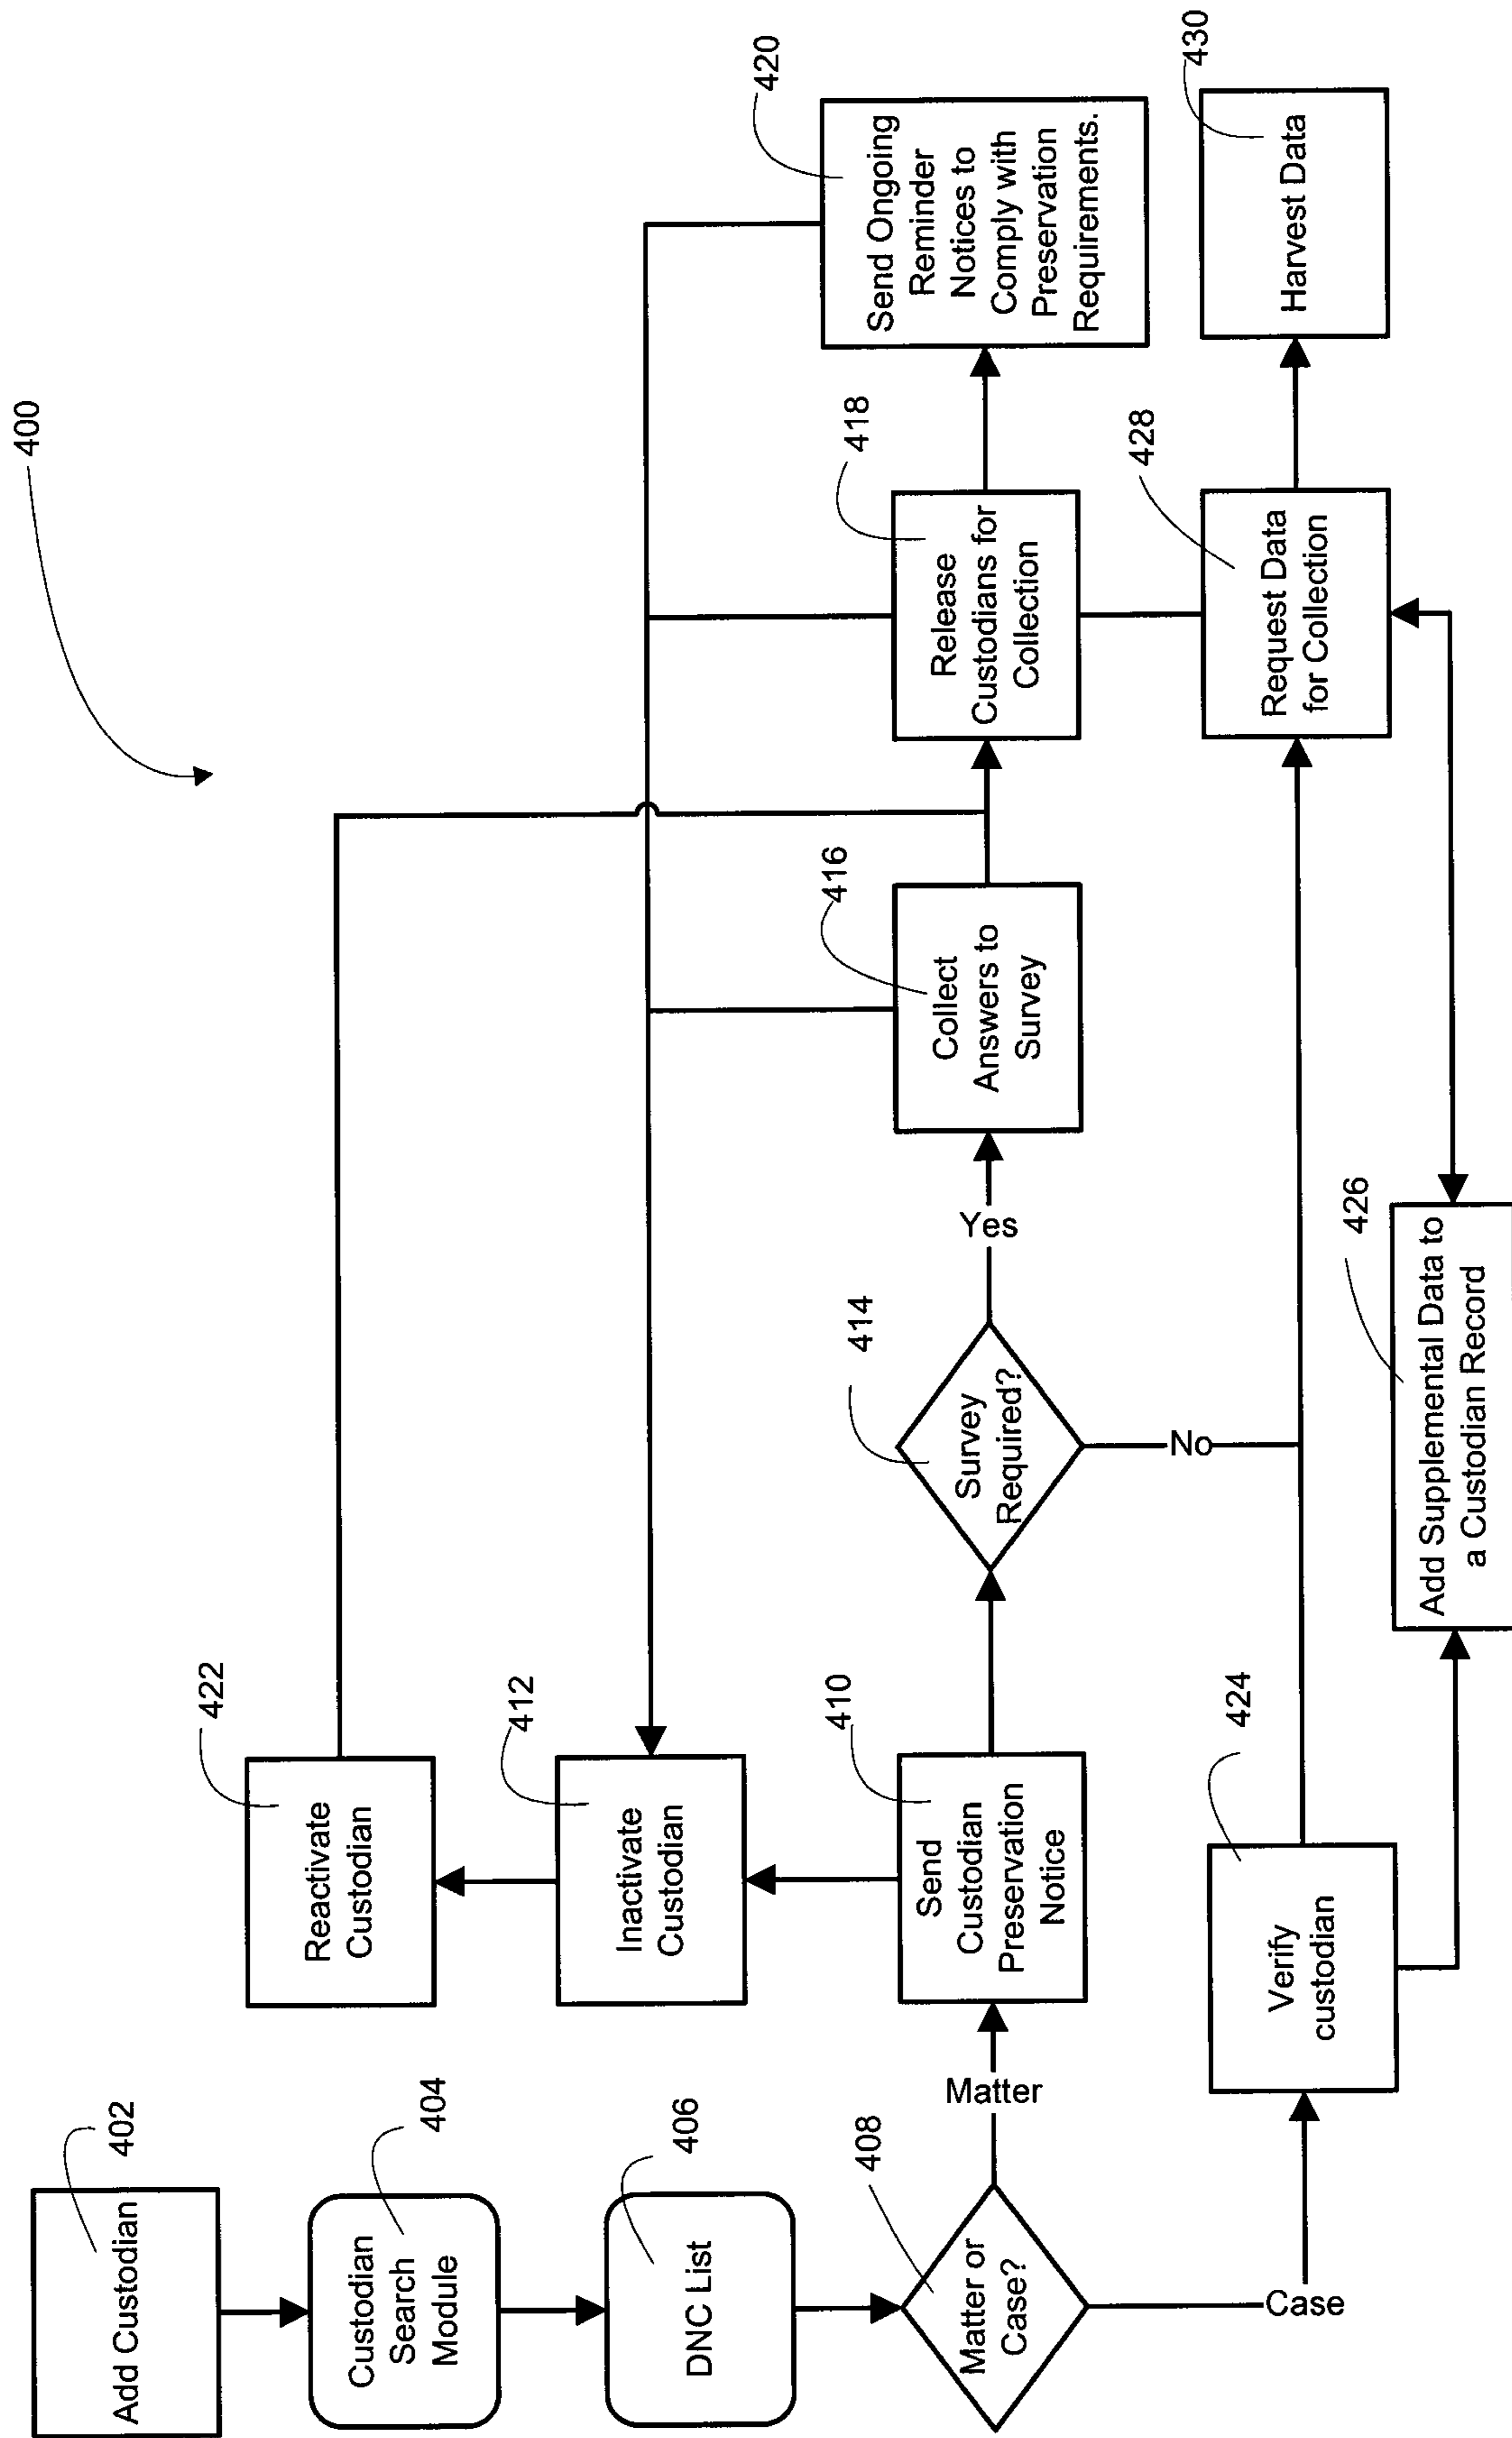 400
402
Add Custodian
404
Custodian
Search
Module
406
DNC List
408
Matter or
Case?
Matter
Case
422
Reactivate
Custodian
412
Inactivate
Custodian
410
Send
Custodian
Preservation
Notice
424
Verify
custodian
414
Survey
Required?
Yes
No
426
Add Supplemental Data to
a Custodian Record
416
Collect
Answers to
Survey
418
Release
Custodians for
Collection
428
Request Data
for Collection
420
Send Ongoing
Reminder
Notices to
Comply with
Preservation
Requirements.
430
Harvest Data